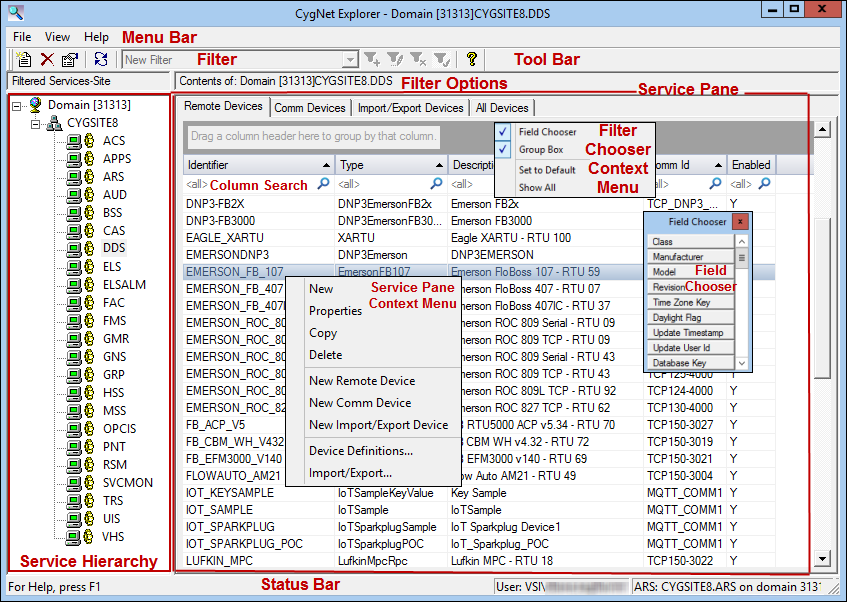 CygNet Explorer - Domain [31313]CYGSITE8.DDS
File View Help Menu Bar
New Filter Filter Tool Bar
Filtered Services-Site Contents of: Domain [31313]CYGSITE8.DDS Filter Options
Service Pane
Domain [31313]
CYGSITE8
ACS
APPS
ARS
AUD
BSS
CAS
DDS
ELS
ELSALM
FAC
FMS
GMR
GNS
GRP
HSS
MSS
OPCIS
PNT
RSM
SVCMON
TRS
UIS
VHS
Service Hierarchy
Remote Devices Comm Devices Import/Export Devices All Devices
Drag a column header here to group by that column.
Field Chooser
Group Box
Set to Default
Show All
Filter
Chooser
Context
Menu
Identifier Type Descripti omm Id Enabled
<all> Column Search <all> <all> all> <all>
DNP3-FB2X DNP3EmersonFB2x Emerson FB2x TCP_DNP3_... Y
DNP3-FB3000 DNP3EmersonFB30... Emerson FB3000
EAGLE_XARTU XARTU Eagle XARTU - RTU 100
EMERSONDNP3 DNP3Emerson DNP3EMERSON
EMERSON_FB_107 EmersonFB107 Emerson FloBoss 107 - RTU 59
EMERSON_FB_407 Emerson FloBoss 407 - RTU 07
EMERSON_FB_407I Emerson FloBoss 407IC - RTU 37
EMERSON_ROC_80 Emerson ROC 809 Serial - RTU 09
EMERSON_ROC_80 Emerson ROC 809 TCP - RTU 09
EMERSON_ROC_80 Emerson ROC 809 Serial - RTU 43
EMERSON_ROC_80 Emerson ROC 809 TCP - RTU 43 TCP125-4000 Y
EMERSON_ROC_80 Emerson ROC 809L TCP - RTU 92 TCP124-4000 Y
EMERSON_ROC_82 Emerson ROC 827 TCP - RTU 62 TCP130-4000 Y
FB_ACP_V5 B RTU5000 ACP v5.34 - RTU 70 TCP150-3027 Y
FB_CBM_WH_V432 B CBM WH v4.32 - RTU 72 TCP150-3019 Y
FB_EFM3000_V140 B EFM3000 v140 - RTU 69 TCP150-3021 Y
FLOWAUTO_AM21 ow Auto AM21 - RTU 49 TCP150-3004 Y
IOT_KEYSAMPLE IoTSampleKeyValue Key Sample MQTT_COMM1 Y
IOT_SAMPLE IoTSample IoTSample MQTT_COMM1 Y
IOT_SPARKPLUG IoTSparkplugSample IoT Sparkplug Device1 MQTT_COMM1 Y
IOT_SPARKPLUG_POC IoTSparkplugPOC IoT_SparkplugPOC MQTT_COMM1 Y
LUFKIN_MPC LufkinMpcRpc Lufkin MPC - RTU 18 TCP150-3022 Y
New
Properties
Copy
Delete
New Remote Device
New Comm Device
New Import/Export Device
Device Definitions...
Import/Export...
Service Pane
Context Menu
Field Chooser x
Class
Manufacturer
Model
Revision
Time Zone Key
Daylight Flag
Update Timestamp
Update User Id
Database Key
Field
Chooser
For Help, press F1 Status Bar User: VSI\ ARS: CYGSITE8.ARS on domain 3131